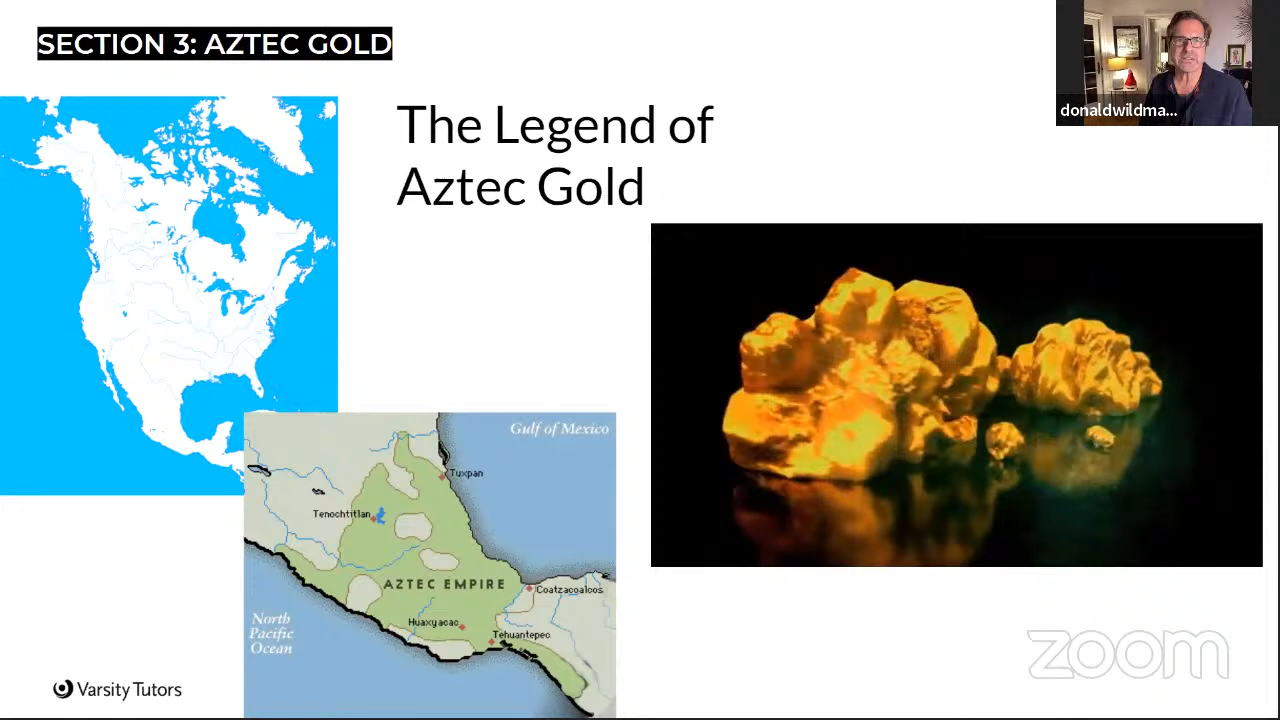 SECTION 3: AZTEC GOLD
donaldwildma...
The Legend of
Aztec Gold
Gulf of Mexico
Tuxpan
Tenochtitlan
AZTEC EMPIRE
Coatzacoalcos
Huaxyacac
Tehuantepec
North
Pacific
Ocean
zoom
Varsity Tutors